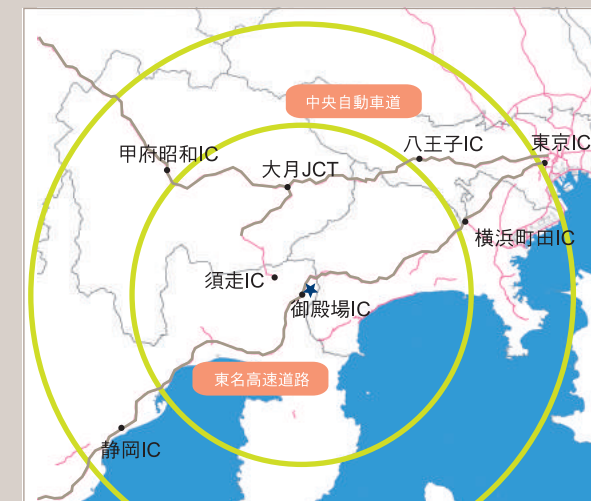 中央自動車道
八王子IC
東京IC
甲府昭和IC
大月JCT
横浜町田IC
須走IC
御殿場IC
東名高速道路
静岡IC